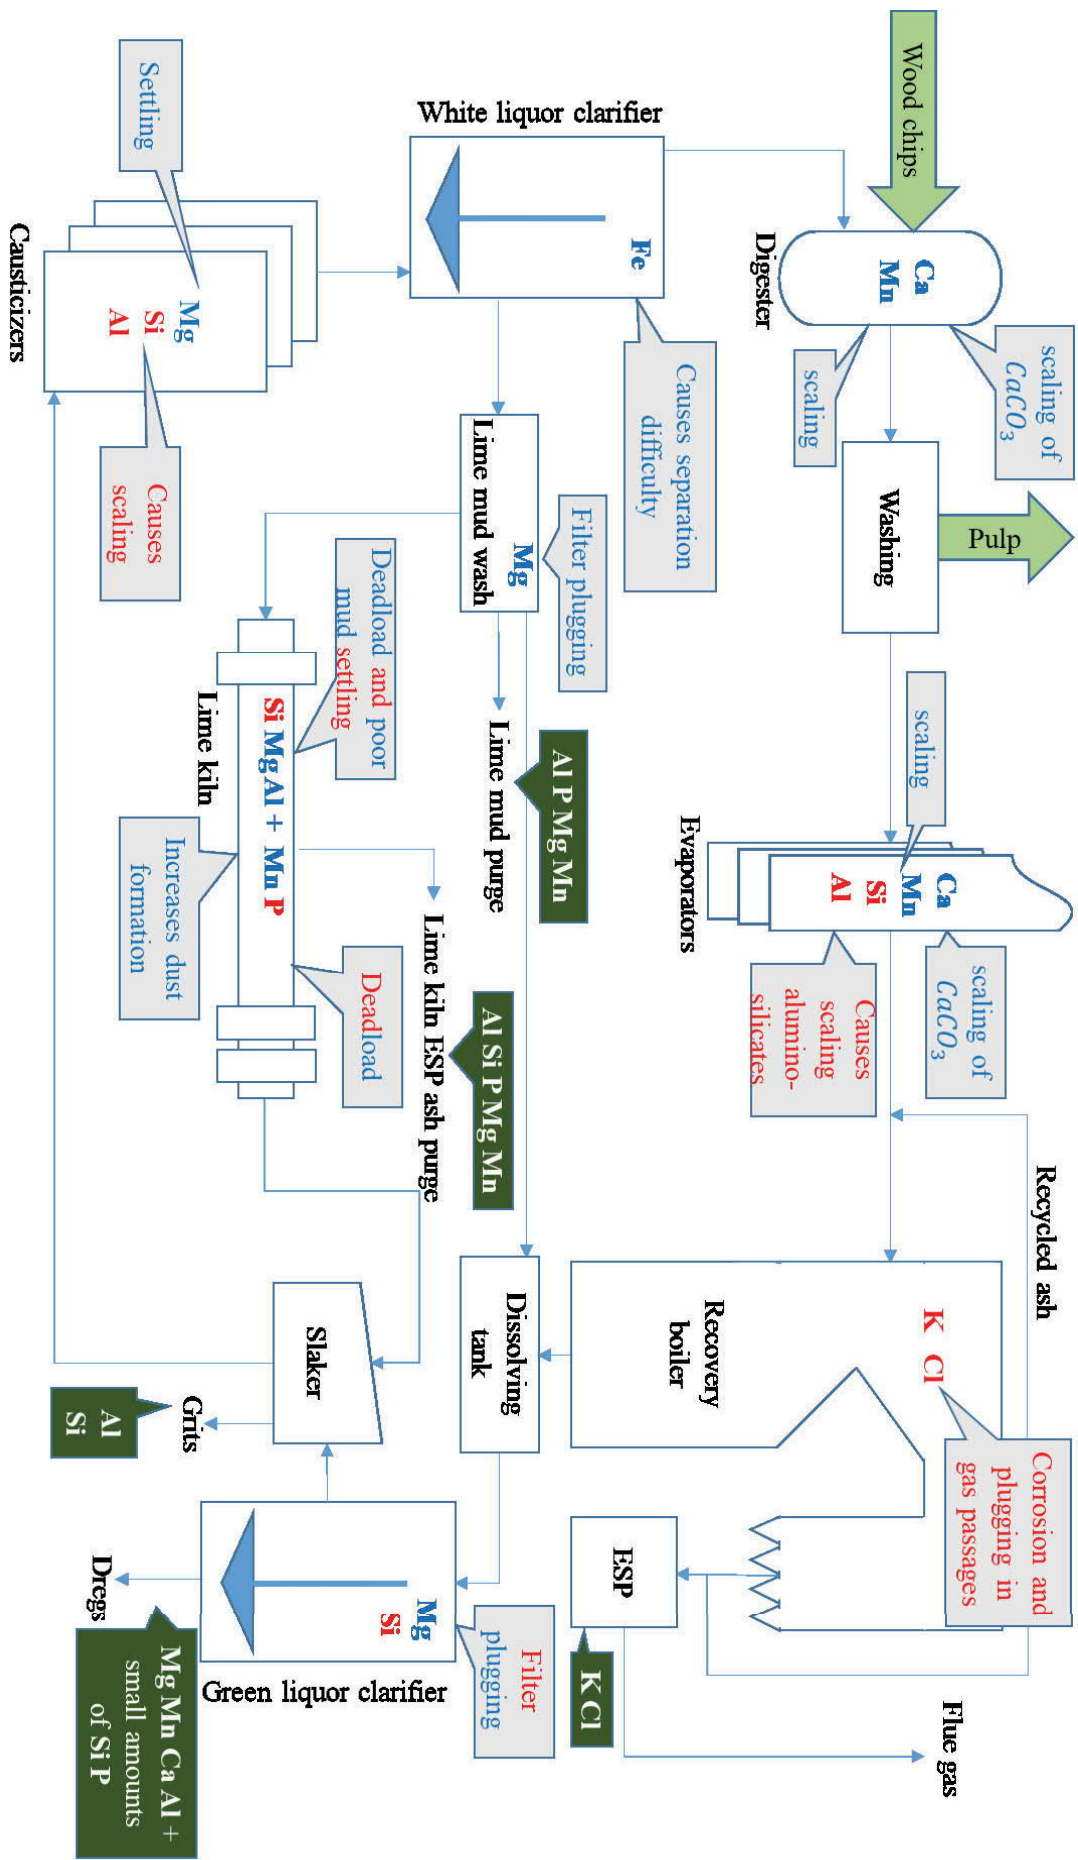 Wood chips
Digester
Ca
Mn
scaling of
CaCO3
scaling
Washing
Pulp
Evaporators
scaling
Ca
Mn
Si
Al
scaling of
CaCO3
Causes
scaling
alumino-
silicates
Recycled ash
Recovery
boiler
K Cl
Corrosion and
plugging in
gas passages
ESP
K Cl
Flue gas
White liquor clarifier
Fe
Causes separation
difficulty
Lime mud wash
Mg
Filter plugging
Lime mud purge
Al P Mg Mn
Dissolving
tank
Green liquor clarifier
Mg
Si
Filter
plugging
Dregs
Mg Mn Ca Al +
small amounts
of Si P
Causticizers
Settling
Mg
Si
Al
Causes
scaling
Lime kiln
Si Mg Al + Mn P
Deadload and poor
mud settling
Increases dust
formation
Deadload
Lime kiln ESP ash purge
Al Si P Mg Mn
Slaker
Grits
Al
Si